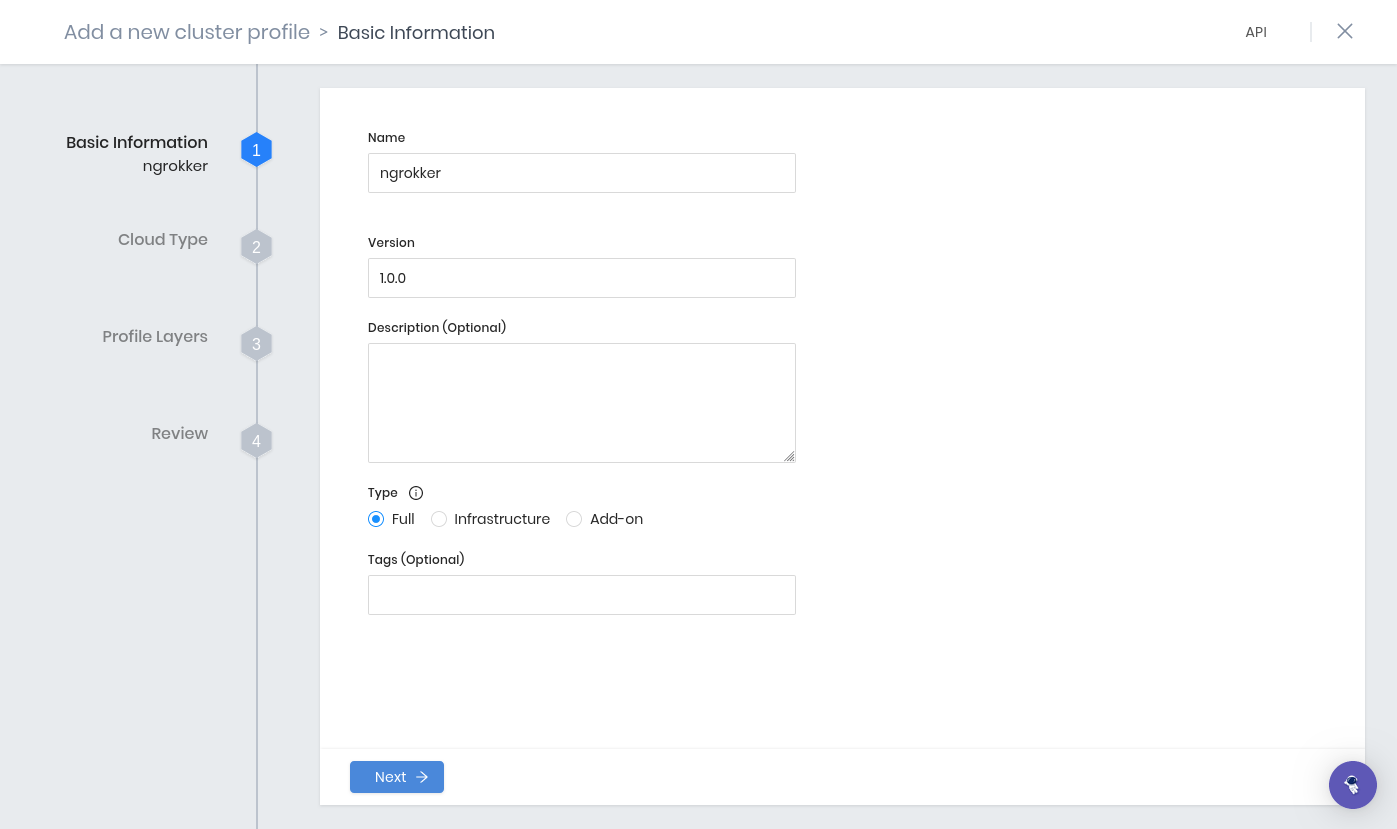 Add a new cluster profile > Basic Information
API
Basic Information
ngrokker
1
Cloud Type
2
Profile Layers
3
Review
4
Name
ngrokker
Version
1.0.0
Description (Optional)
Type
Full Infrastructure Add-on
Tags (Optional)
Next →